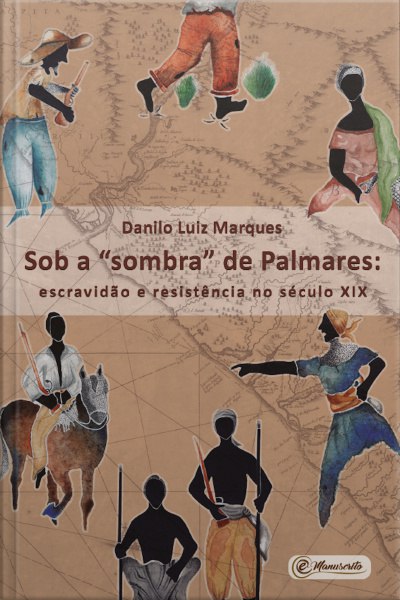 Danilo Luiz Marques
Sob a “sombra” de Palmares:
escravidão e resistência no século XIX
e Manuscrito